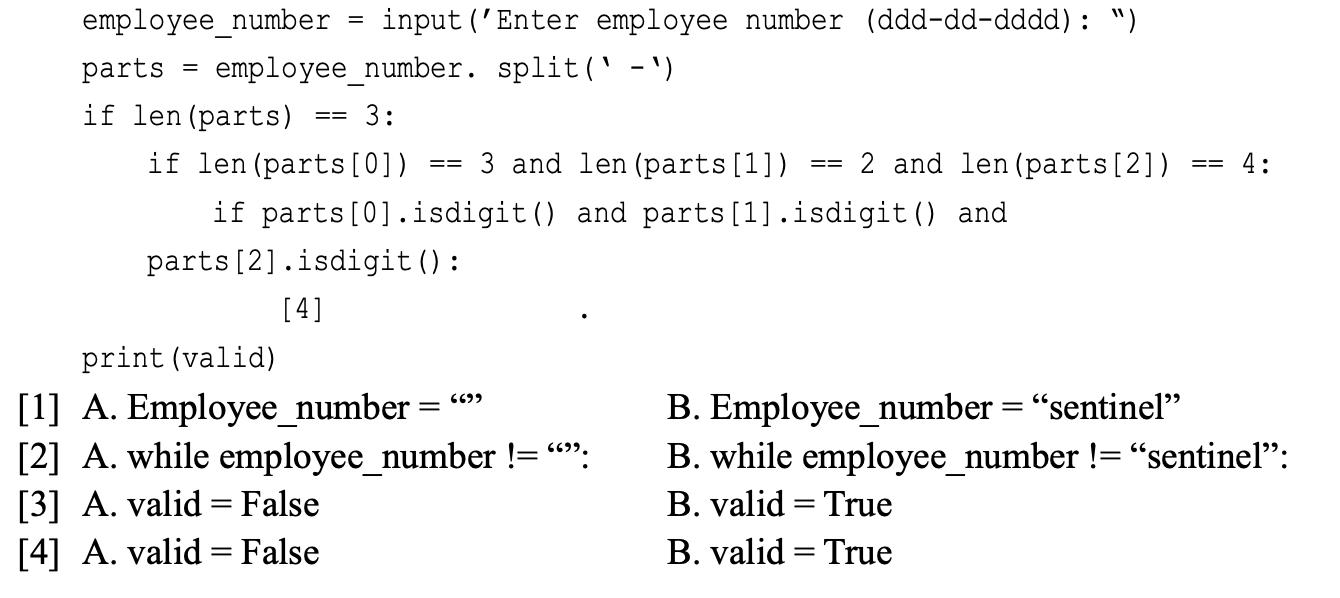 employee_number = input(′Enter employee number (ddd-dd-dddd): ‟)
parts = employee_number. split(‵ -‵)
if len(parts) == 3:
if len(parts[0]) == 3 and len(parts[1]) == 2 and len(parts[2]) == 4:
if parts[0].isdigit() and parts[1].isdigit() and
parts[2].isdigit():
[4] .
print(valid)
[1] A. Employee_number = “” B. Employee_number = “sentinel”
[2] A. while employee_number != “”: B. while employee_number != “sentinel”:
[3] A. valid = False B. valid = True
[4] A. valid = False B. valid = True